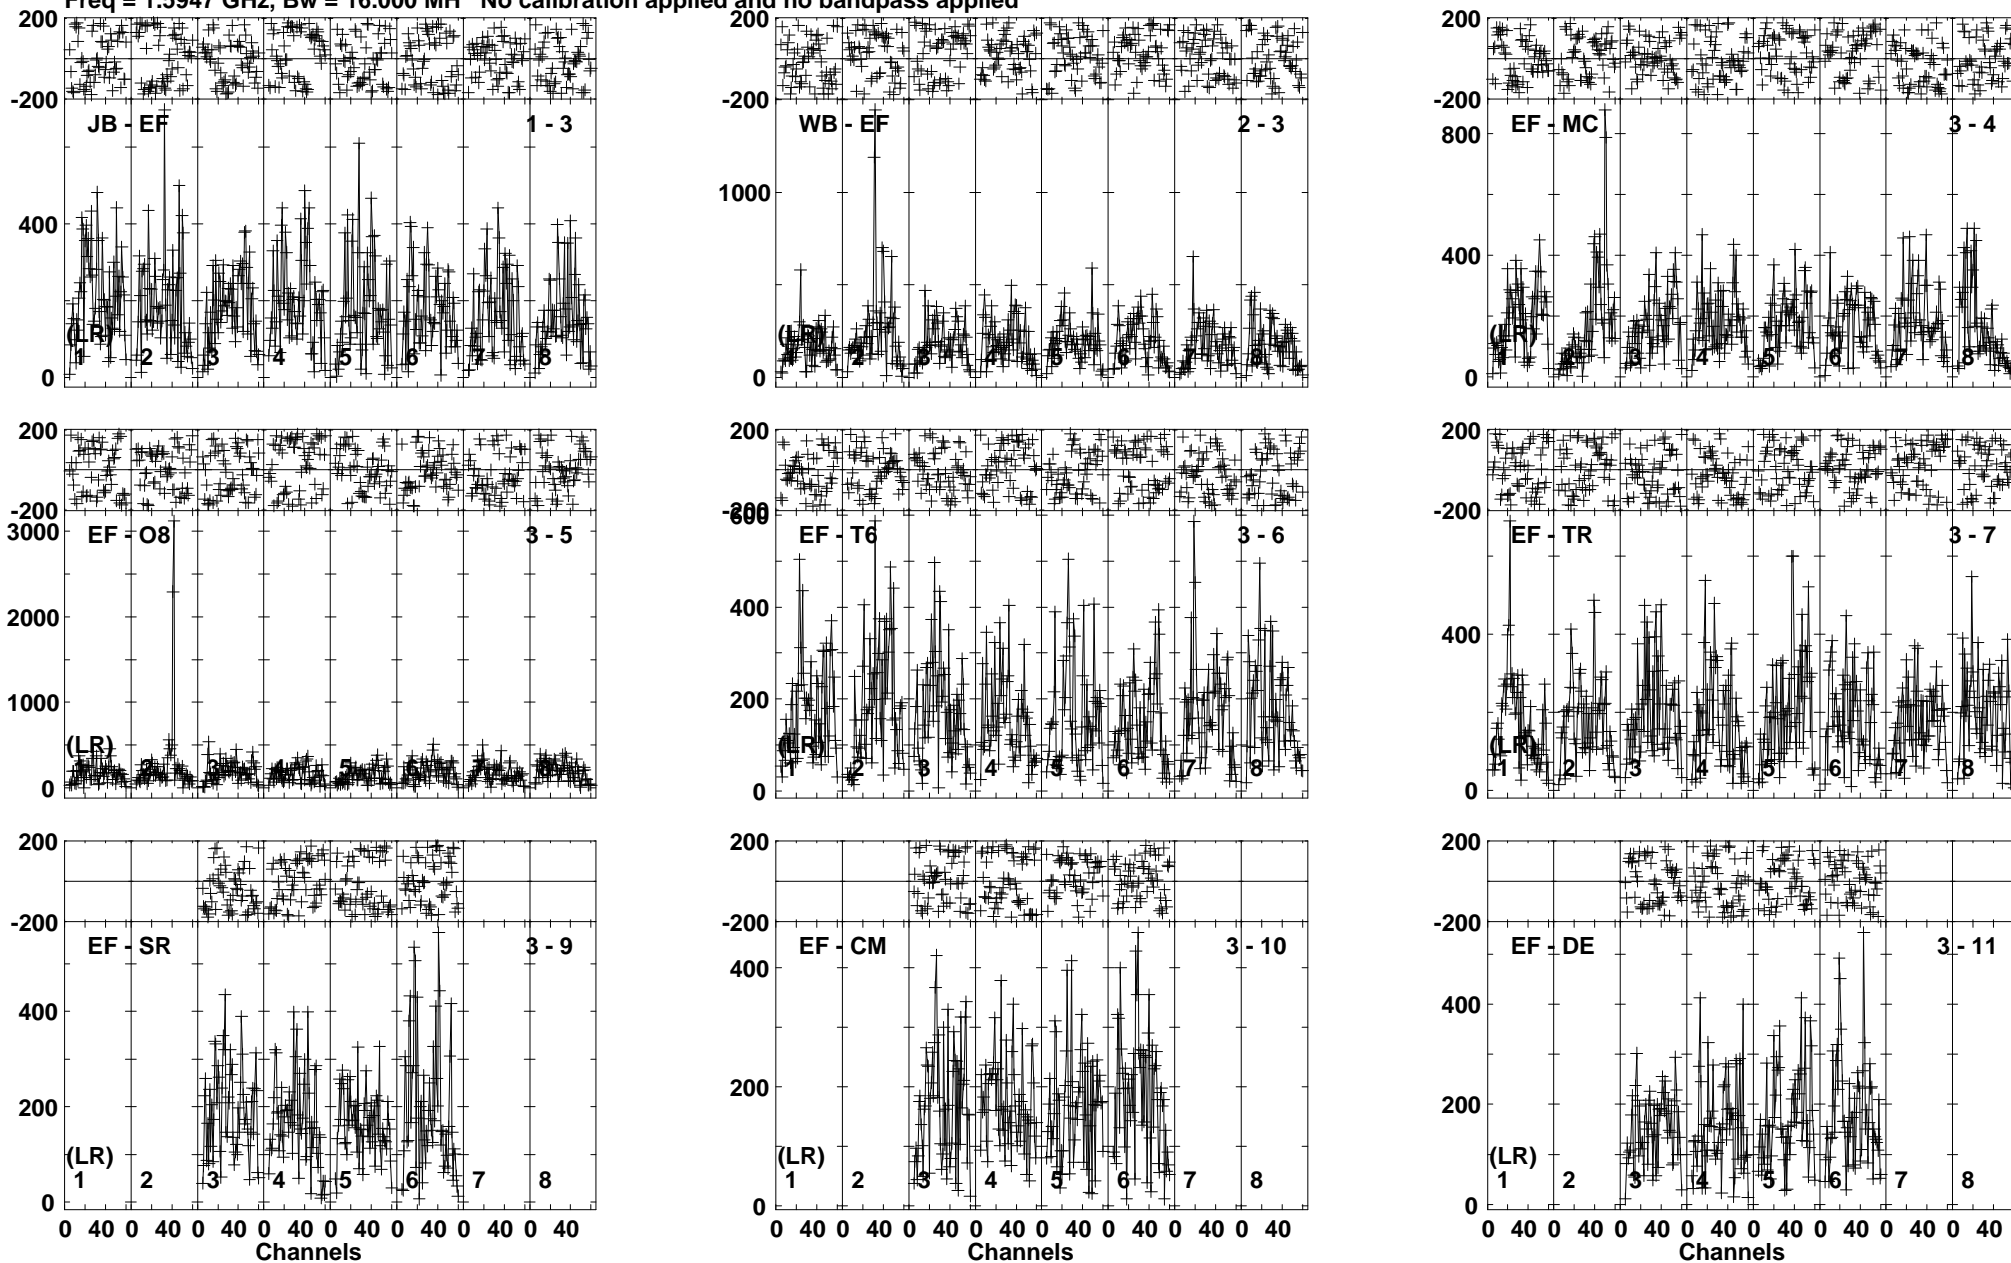 Freq = 1.5947 GHz, Bw = 16.000 MH No calibration applied and no bandpass applied
200 200 200
-200 -200 -200
JB - EF 1 - 3 WB - EF 2 - 3 EF - MC 3 - 4
400 1000 800
400
(LR) (LR) (LR)
1 2 3 4 5 6 7 8 1 2 3 4 5 6 7 8 1 2 3 4 5 6 7 8
0 0 0
200 200 200
-200 -200 -200
EF - O8 3 - 5 EF - T6 3 - 6 EF - TR 3 - 7
3000 600
2000 400 400
1000 200
(LR) (LR) (LR)
1 2 3 4 5 6 7 8 1 2 3 4 5 6 7 8 1 2 3 4 5 6 7 8
0 0 0
200 200 200
-200 -200 -200
EF - SR 3 - 9 EF - CM 3 - 10 EF - DE 3 - 11
400 400 400
200 200 200
(LR) (LR) (LR)
1 2 3 4 5 6 7 8 1 2 3 4 5 6 7 8 1 2 3 4 5 6 7 8
0 0 0
0 40 0 40 0 40 0 40 0 40 0 40 0 40 0 40 0 40 0 40 0 40 0 40 0 40 0 40 0 40 0 40 0 40 0 40 0 40 0 40 0 40 0 40 0 40 0 40
Channels Channels Channels